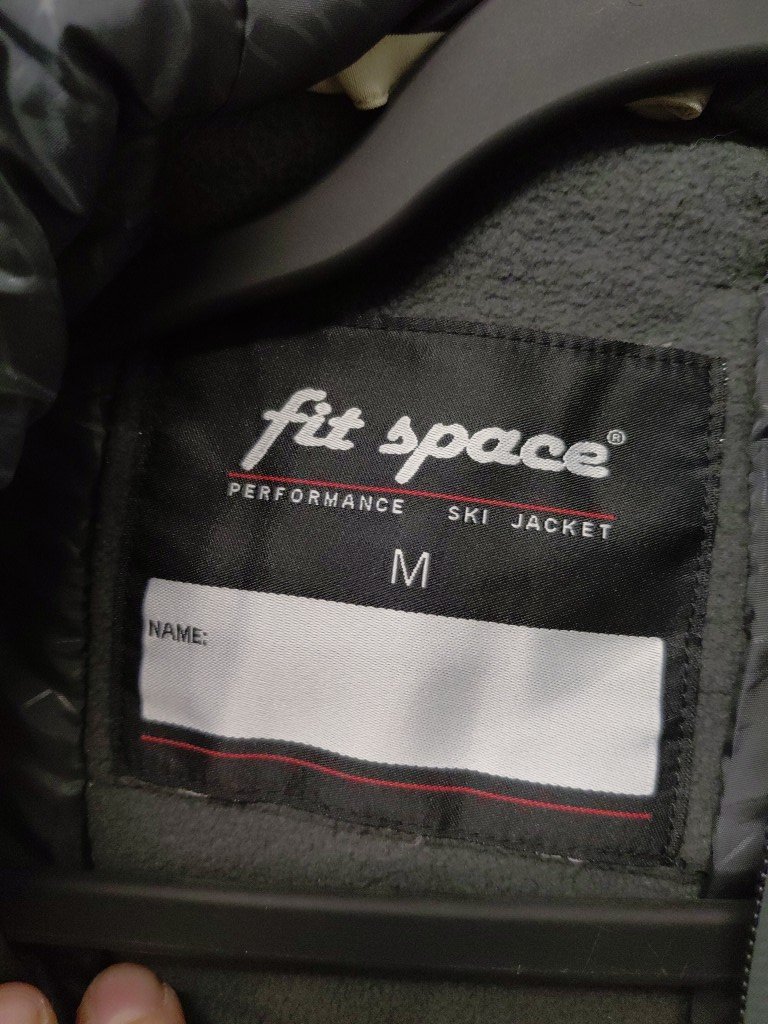 fit space®
PERFORMANCE SKI JACKET
M
NAME: